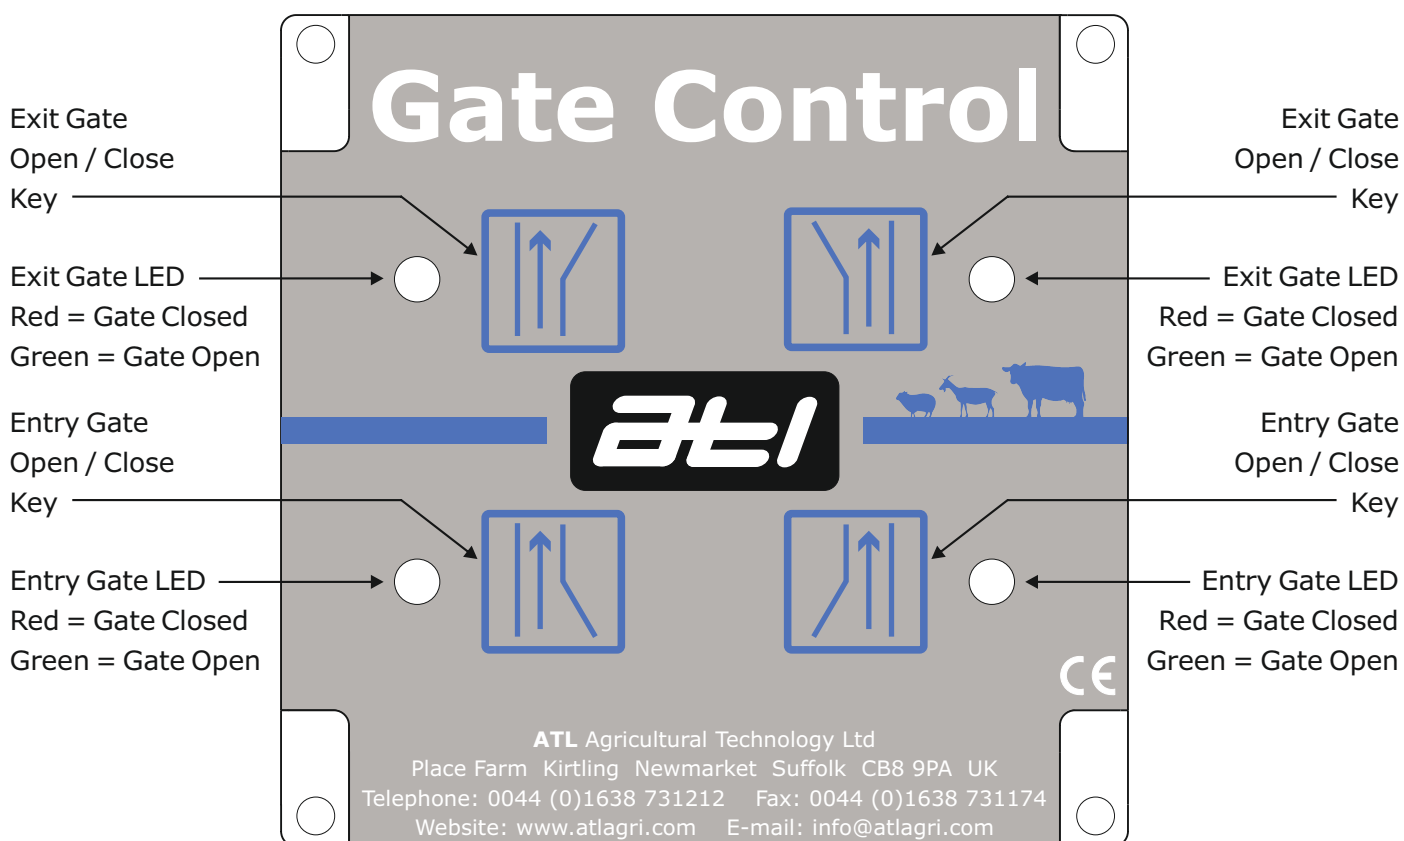 Gate Control
Exit Gate
Open / Close
Key
Exit Gate LED
Red = Gate Closed
Green = Gate Open
Entry Gate
Open / Close
Key
Entry Gate LED
Red = Gate Closed
Green = Gate Open
Exit Gate
Open / Close
Key
Exit Gate LED
Red = Gate Closed
Green = Gate Open
Entry Gate
Open / Close
Key
Entry Gate LED
Red = Gate Closed
Green = Gate Open
atl
CE
ATL Agricultural Technology Ltd
Place Farm Kirtling Newmarket Suffolk CB8 9PA UK
Telephone: 0044 (0)1638 731212 Fax: 0044 (0)1638 731174
Website: www.atlagri.com E-mail: info@atlagri.com